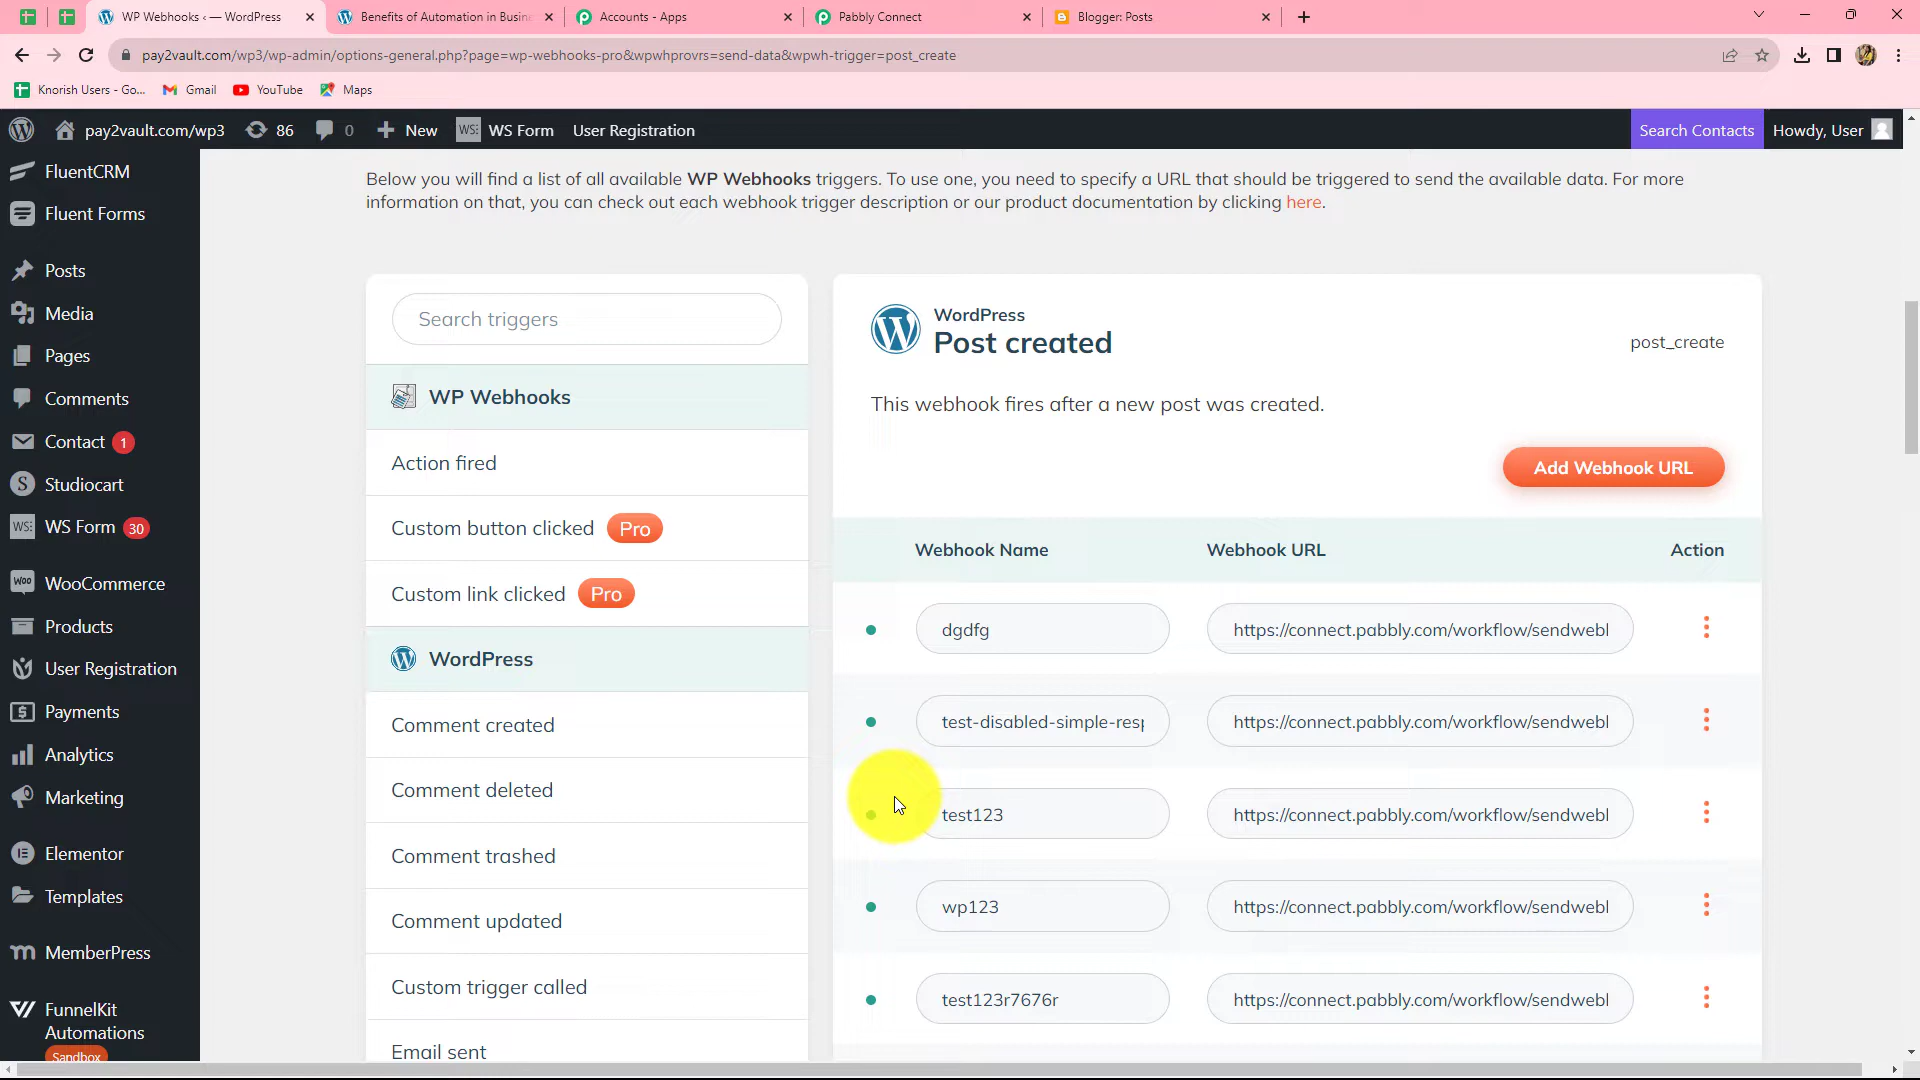 WP Webhooks ‹ — WordPress
Benefits of Automation in Busin
Accounts - Apps
Pabbly Connect
Blogger: Posts
pay2vault.com/wp3/wp-admin/options-general.php?page=wp-webhooks-pro&wpwhprovrs=send-data&wpwh-trigger=post_create
Knorish Users - Go...
Gmail
YouTube
Maps
pay2vault.com/wp3
86
0
New
WS Form
User Registration
Search Contacts
Howdy, User
FluentCRM
Fluent Forms
Posts
Media
Pages
Comments
Contact 1
Studiocart
WS Form 30
WooCommerce
Products
User Registration
Payments
Analytics
Marketing
Elementor
Templates
MemberPress
FunnelKit
Automations
Sandbox
Below you will find a list of all available WP Webhooks triggers. To use one, you need to specify a URL that should be triggered to send the available data. For more
information on that, you can check out each webhook trigger description or our product documentation by clicking here.
Search triggers
WP Webhooks
Action fired
Custom button clicked Pro
Custom link clicked Pro
WordPress
Comment created
Comment deleted
Comment trashed
Comment updated
Custom trigger called
Email sent
WordPress
Post created
post_create
This webhook fires after a new post was created.
Add Webhook URL
Webhook Name Webhook URL Action
dgdfg https://connect.pabbly.com/workflow/sendwebl
test-disabled-simple-resp https://connect.pabbly.com/workflow/sendwebl
test123 https://connect.pabbly.com/workflow/sendwebl
wp123 https://connect.pabbly.com/workflow/sendwebl
test123r7676r https://connect.pabbly.com/workflow/sendwebl